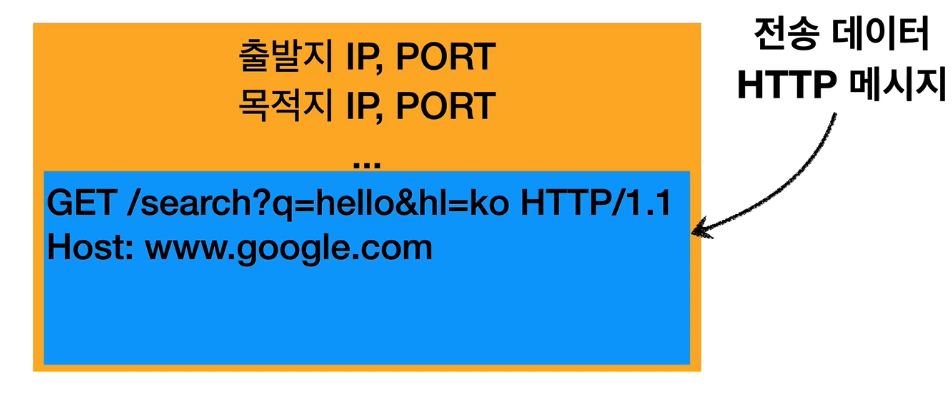 출발지 IP, PORT
목적지 IP, PORT
...
GET /search?q=hello&hl=ko HTTP/1.1
Host: www.google.com
전송 데이터
HTTP 메시지